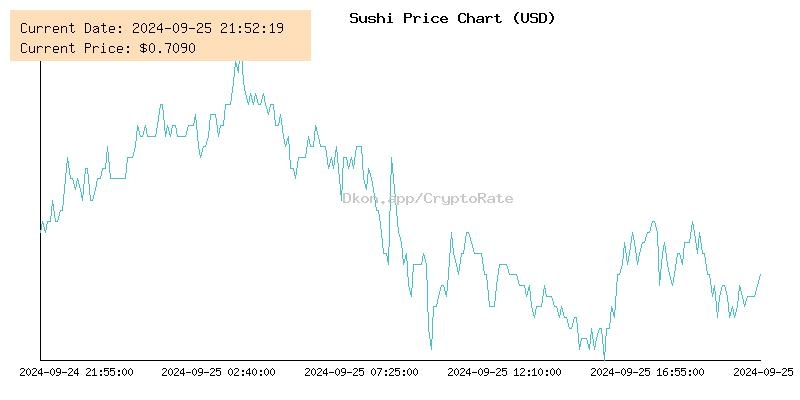 Sushi Price Chart (USD)
Current Date: 2024-09-25 21:52:19
Current Price: $0.7090
Dkon.app/CryptoRate
2024-09-24 21:55:00 2024-09-25 02:40:00 2024-09-25 07:25:00 2024-09-25 12:10:00 2024-09-25 16:55:00 2024-09-25